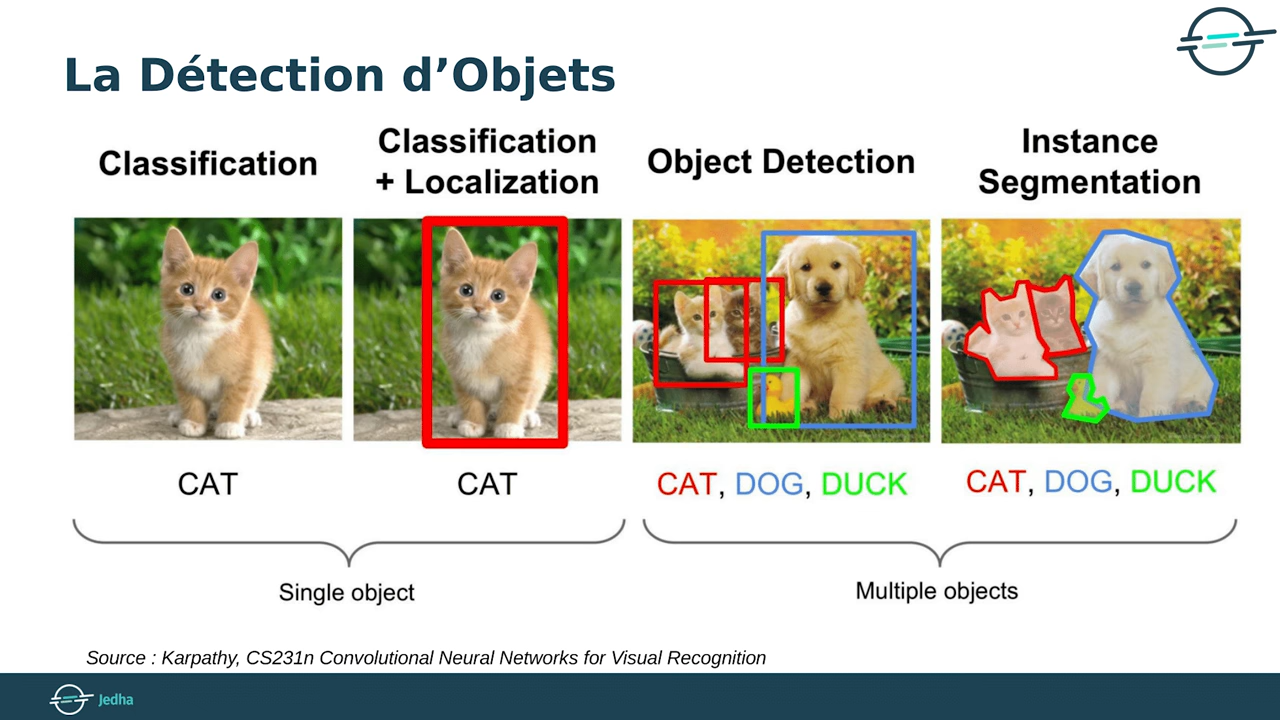 La Détection d’Objets
Classification
Classification
+ Localization
Object Detection
Instance
Segmentation
CAT
CAT
CAT, DOG, DUCK
CAT, DOG, DUCK
Single object
Multiple objects
Source : Karpathy, CS231n Convolutional Neural Networks for Visual Recognition
Jedha